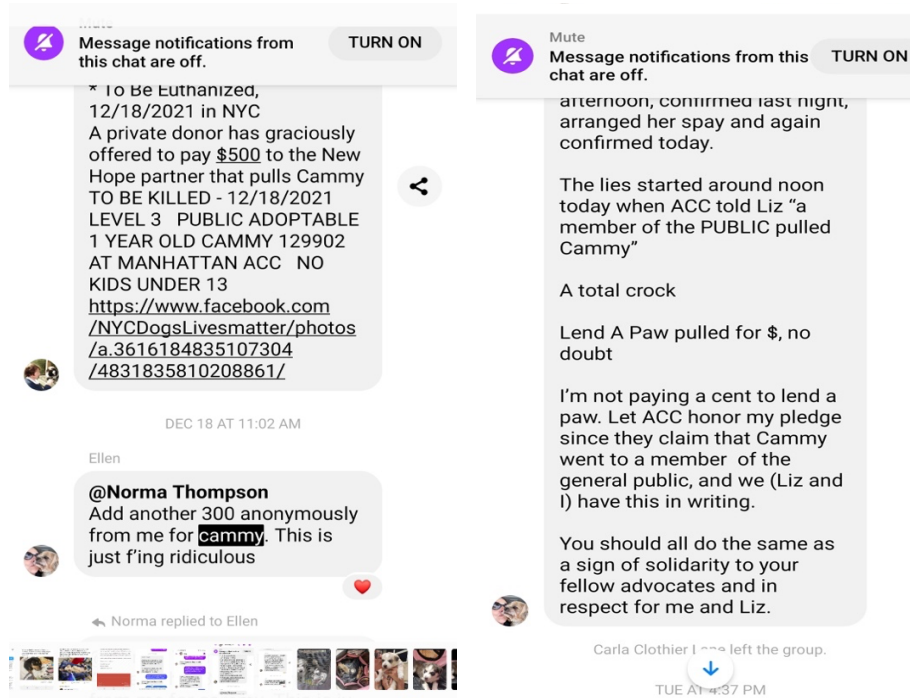 Message notifications from
this chat are off.
TURN ON
* To Be Euthanized,
12/18/2021 in NYC
A private donor has graciously
offered to pay $500 to the New
Hope partner that pulls Cammy
TO BE KILLED - 12/18/2021
LEVEL 3 PUBLIC ADOPTABLE
1 YEAR OLD CAMMY 129902
AT MANHATTAN ACC NO
KIDS UNDER 13
https://www.facebook.com
/NYCDogsLivesmatter/photos
/a.3616184835107304
/4831835810208861/
DEC 18 AT 11:02 AM
Ellen
@Norma Thompson
Add another 300 anonymously
from me for cammy. This is
just f'ing ridiculous
Norma replied to Ellen
Mute
Message notifications from this
chat are off.
TURN ON
afternoon, confirmed last night,
arranged her spay and again
confirmed today.
The lies started around noon
today when ACC told Liz “a
member of the PUBLIC pulled
Cammy”
A total crock
Lend A Paw pulled for $, no
doubt
I’m not paying a cent to lend a
paw. Let ACC honor my pledge
since they claim that Cammy
went to a member of the
general public, and we (Liz and
I) have this in writing.
You should all do the same as
a sign of solidarity to your
fellow advocates and in
respect for me and Liz.
Carla Clothier left the group.
TUE AT 4:37 PM